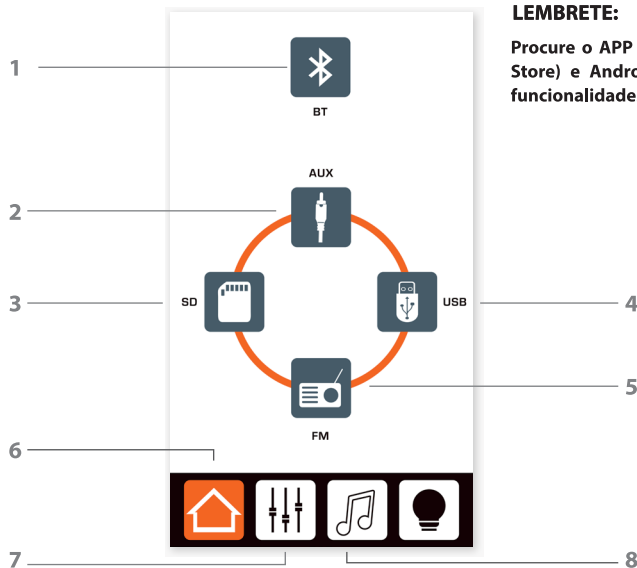 LEMBRETE:
Procure o APP
Store) e Andro
funcionalidade
1
BT
AUX
2
3
SD
USB
4
5
FM
6
7
8